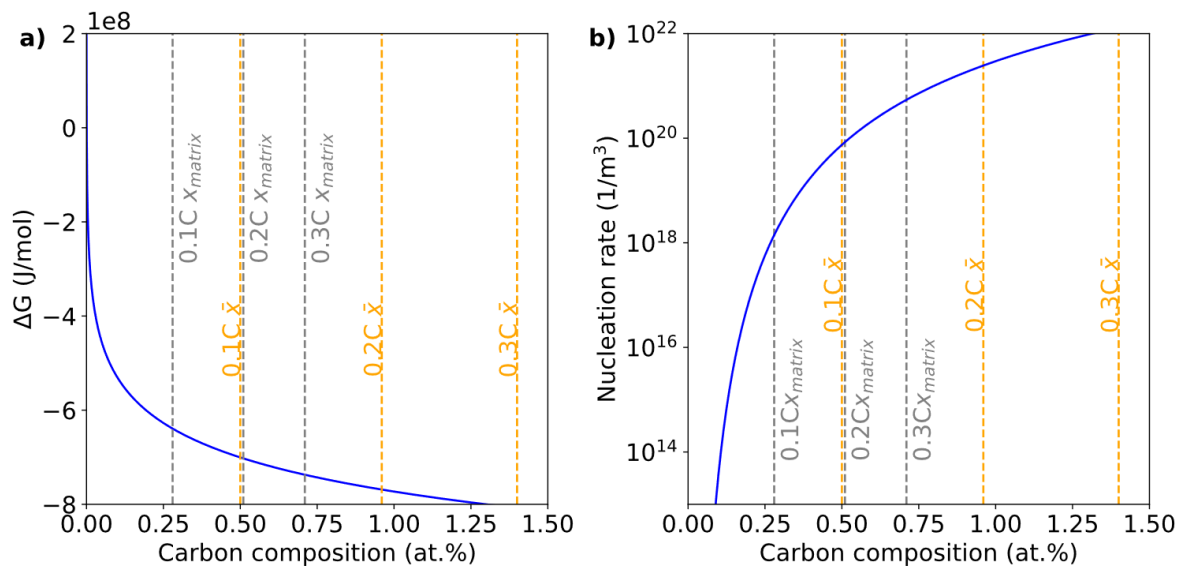 a)
1e8
2
0
−2
−4
−6
−8
ΔG (J/mol)
0.1C x_matrix
0.2C x_matrix
0.3C x_matrix
0.1C x̄
0.2C x̄
0.3C x̄
0.00 0.25 0.50 0.75 1.00 1.25 1.50
Carbon composition (at.%)
b)
10^22
10^20
10^18
10^16
10^14
Nucleation rate (1/m^3)
0.1C x̄
0.2C x̄
0.3C x̄
0.1Cx_matrix
0.2Cx_matrix
0.3Cx_matrix
0.00 0.25 0.50 0.75 1.00 1.25 1.50
Carbon composition (at.%)